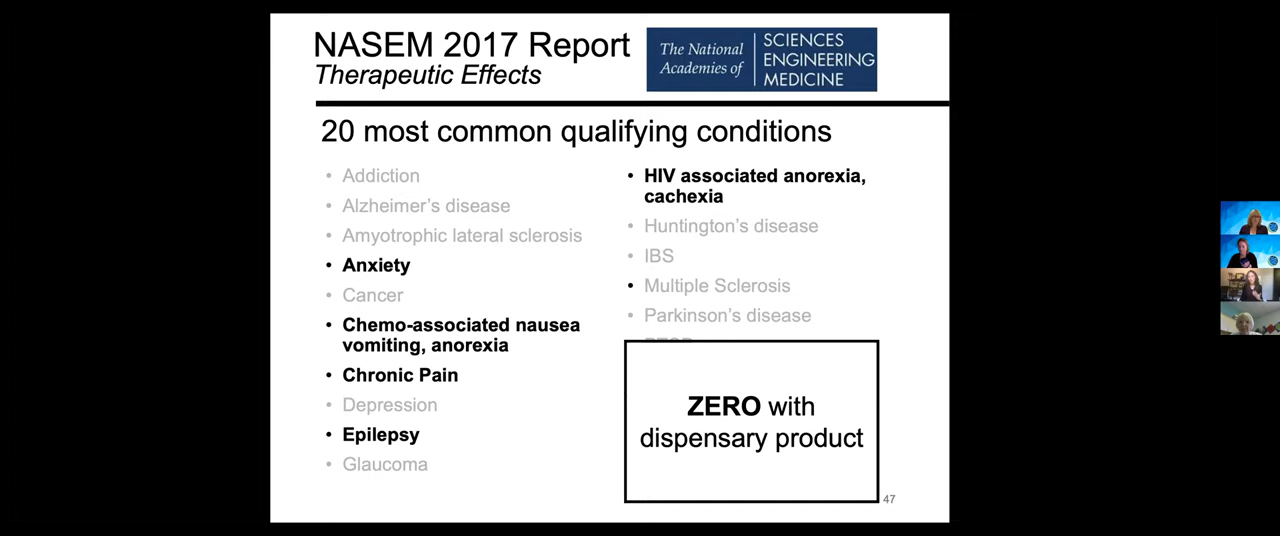 NASEM 2017 Report
Therapeutic Effects
The National
Academies of
SCIENCES
ENGINEERING
MEDICINE
20 most common qualifying conditions
• Addiction
• Alzheimer's disease
• Amyotrophic lateral sclerosis
• Anxiety
• Cancer
• Chemo-associated nausea
vomiting, anorexia
• Chronic Pain
• Depression
• Epilepsy
• Glaucoma
• HIV associated anorexia,
cachexia
• Huntington's disease
• IBS
• Multiple Sclerosis
• Parkinson's disease
ZERO with
dispensary product
47